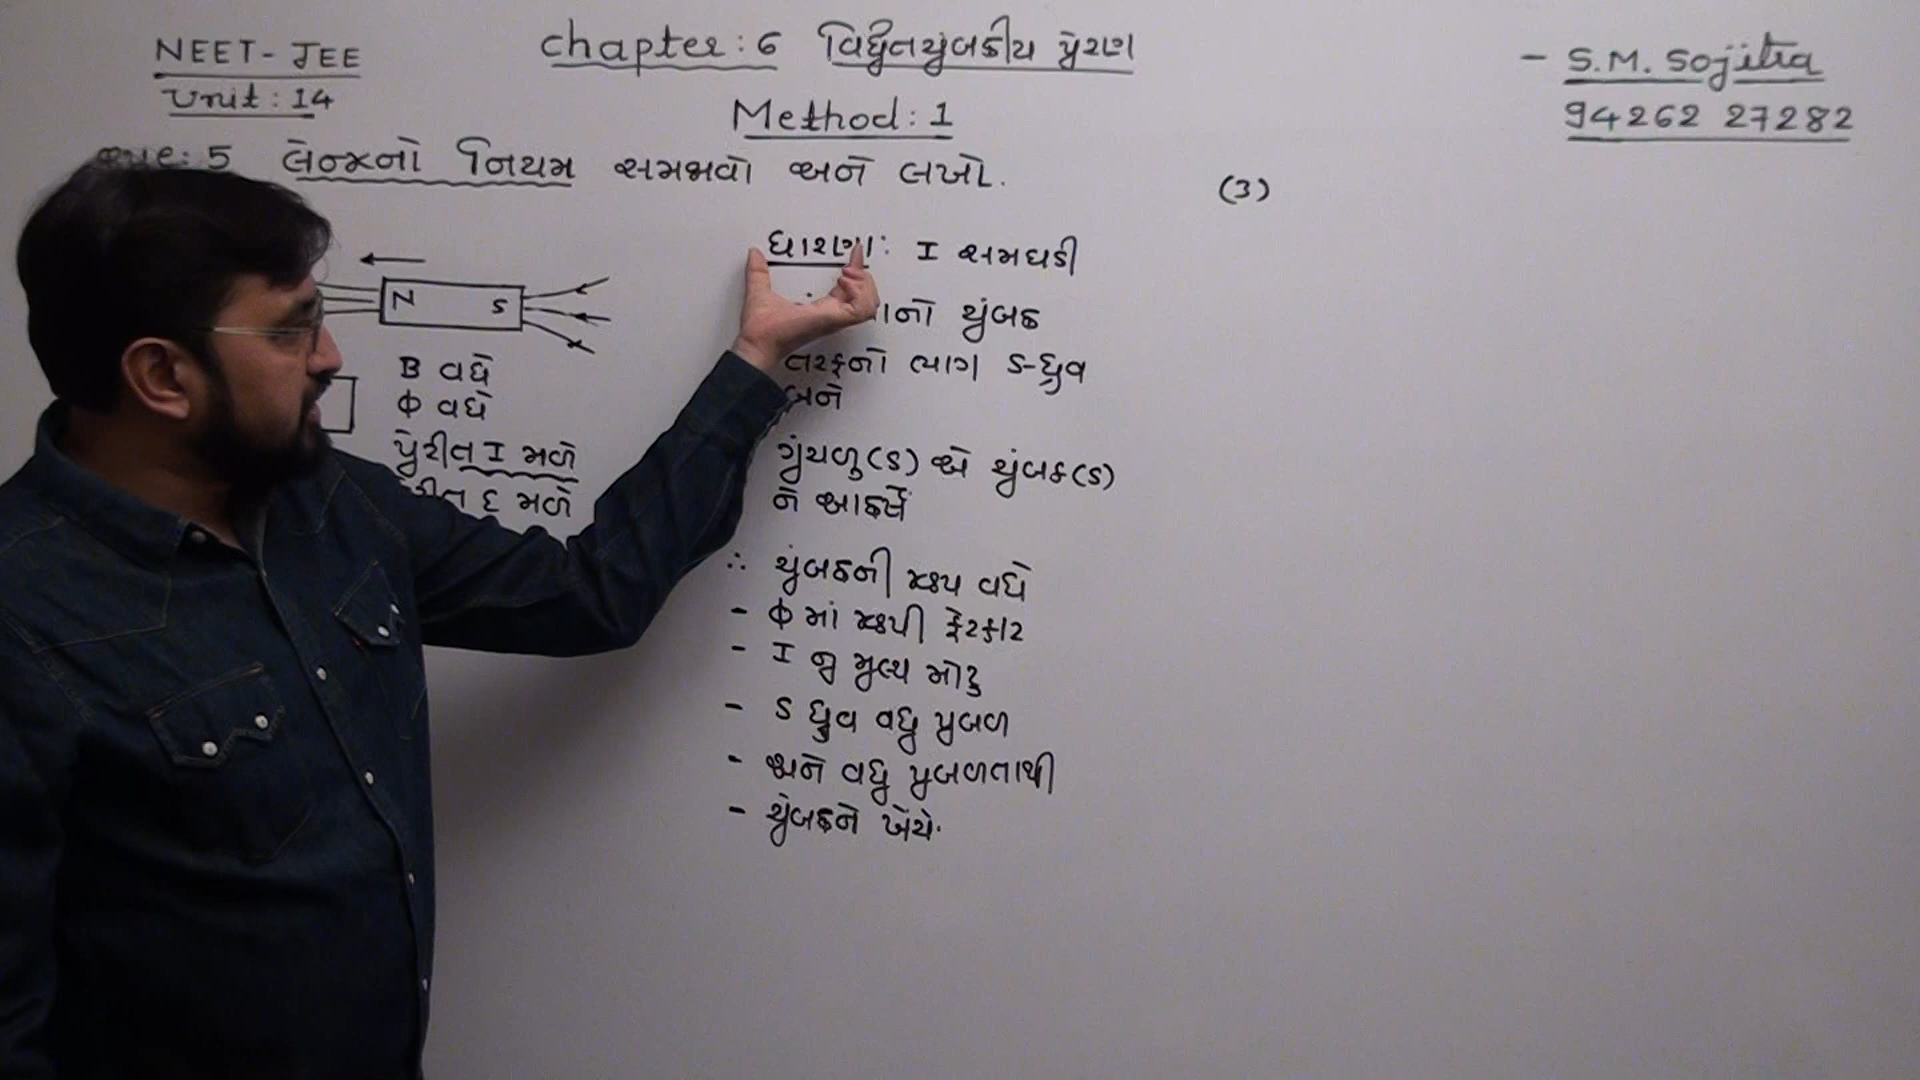 NEET - JEE
Unit : 14
Chapter : 6 વિદ્યુતચુંબકીય પ્રેરણ
Method : 1
- S.M. Sojitra
94262 27282
: 5 લેન્ઝનો નિયમ સમજાવો અને લખો.
(3)
N S
B વધે
Φ વધે
પ્રેરીત I મળે
ε મળે
ધારણા : I સમઘડી
ચુંબક
તરફનો ભાગ S-ધ્રુવ
બને
ગુંચળુ (S) એ ચુંબક (S)
ને આકર્ષે
∴ ચુંબકની ઝડપ વધે
- Φ માં ઝડપી ફેરફાર
- I નુ મુલ્ય મોટુ
- S ધ્રુવ વધુ પ્રબળ
- અને વધુ પ્રબળતાથી
- ચુંબકને ખેંચે.